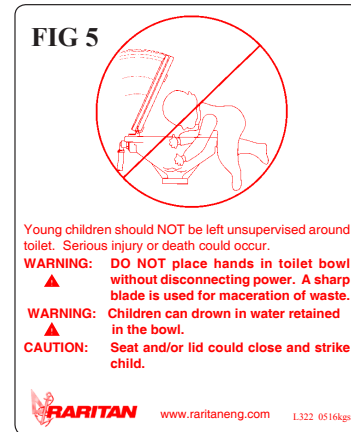 FIG 5
Young children should NOT be left unsupervised around
toilet. Serious injury or death could occur.
WARNING: DO NOT place hands in toilet bowl
without disconnecting power. A sharp
blade is used for maceration of waste.
WARNING: Children can drown in water retained
in the bowl.
CAUTION: Seat and/or lid could close and strike
child.
RARITAN www.raritaneng.com L322 0516kgs